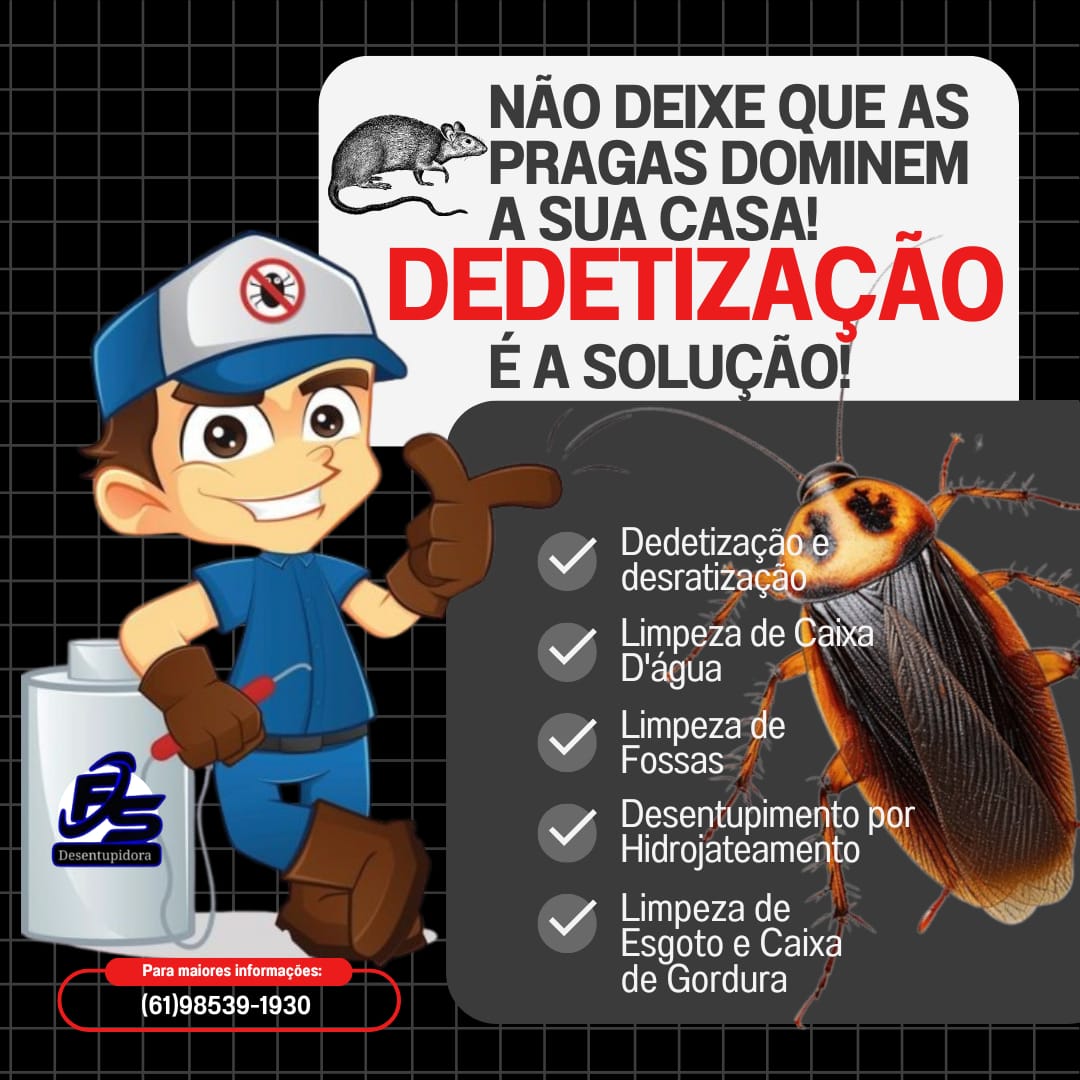 NÃO DEIXE QUE AS
PRAGAS DOMINEM
A SUA CASA!
DEDETIZAÇÃO
É A SOLUÇÃO!
Dedetização e
desratização
Limpeza de Caixa
D'água
Limpeza de
Fossas
Desentupimento por
Hidrojateamento
Limpeza de
Esgoto e Caixa
de Gordura
FJS
Desentupidora
Para maiores informações:
(61)98539-1930